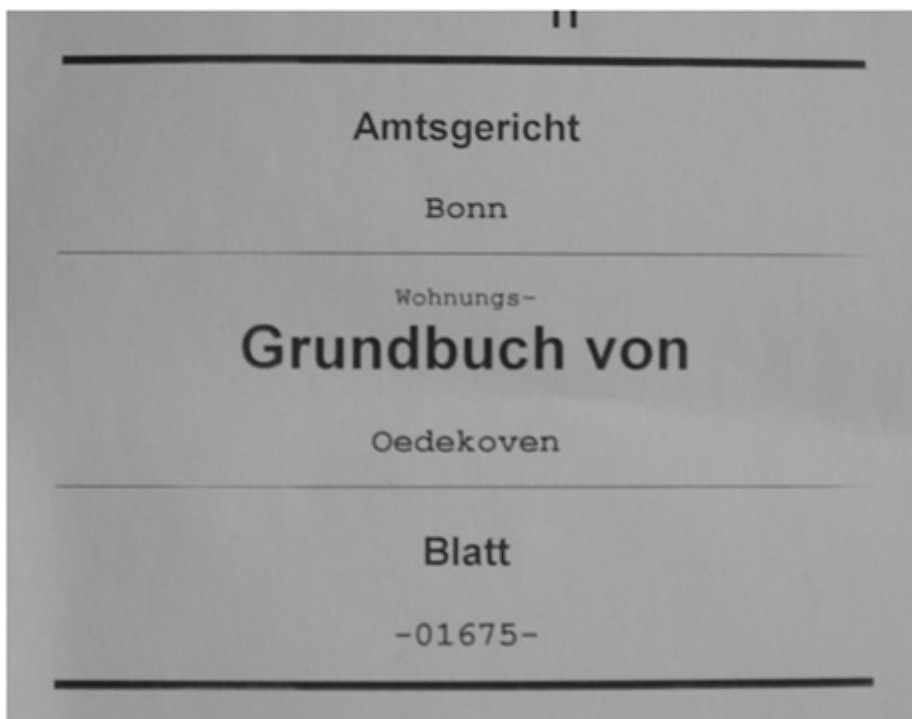 Amtsgericht
Bonn
Wohnungs-
Grundbuch von
Oedekoven
Blatt
-01675-